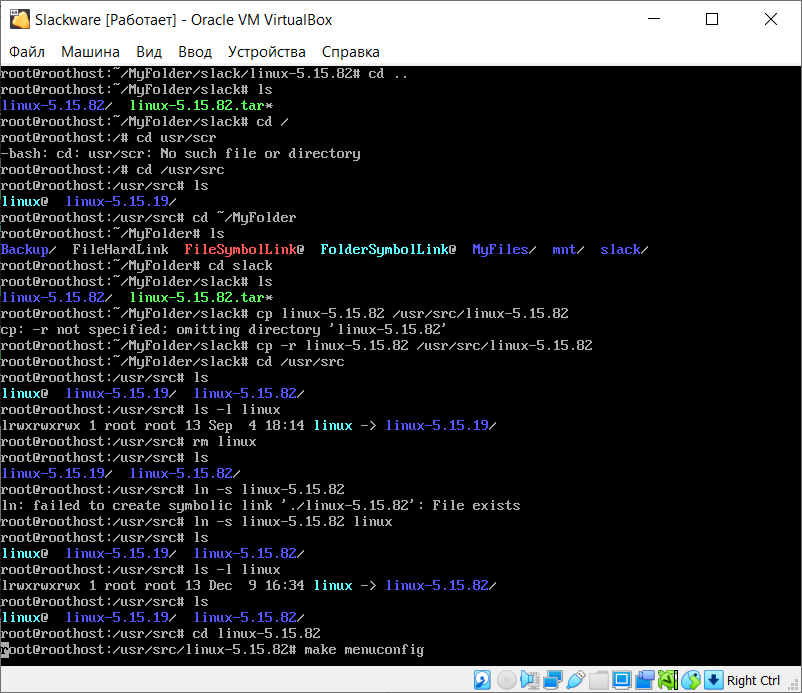 Slackware [Работает] - Oracle VM VirtualBox
Файл Машина Вид Ввод Устройства Справка
root@roothost:~/MyFolder/slack/linux-5.15.82# cd ..
root@roothost:~/MyFolder/slack# ls
linux-5.15.82/  linux-5.15.82.tar*
root@roothost:~/MyFolder/slack# cd /
root@roothost:/# cd usr/scr
-bash: cd: usr/scr: No such file or directory
root@roothost:/# cd /usr/src
root@roothost:/usr/src# ls
linux@  linux-5.15.19/
root@roothost:/usr/src# cd ~/MyFolder
root@roothost:~/MyFolder# ls
Backup/  FileHardLink  FileSymbolLink@  FolderSymbolLink@  MyFiles/  mnt/  slack/
root@roothost:~/MyFolder# cd slack
root@roothost:~/MyFolder/slack# ls
linux-5.15.82/  linux-5.15.82.tar*
root@roothost:~/MyFolder/slack# cp linux-5.15.82 /usr/src/linux-5.15.82
cp: -r not specified; omitting directory 'linux-5.15.82'
root@roothost:~/MyFolder/slack# cp -r linux-5.15.82 /usr/src/linux-5.15.82
root@roothost:~/MyFolder/slack# cd /usr/src
root@roothost:/usr/src# ls
linux@  linux-5.15.19/  linux-5.15.82/
root@roothost:/usr/src# ls -l linux
lrwxrwxrwx 1 root root 13 Sep  4 18:14 linux -> linux-5.15.19/
root@roothost:/usr/src# rm linux
root@roothost:/usr/src# ls
linux-5.15.19/  linux-5.15.82/
root@roothost:/usr/src# ln -s linux-5.15.82
ln: failed to create symbolic link './linux-5.15.82': File exists
root@roothost:/usr/src# ln -s linux-5.15.82 linux
root@roothost:/usr/src# ls
linux@  linux-5.15.19/  linux-5.15.82/
root@roothost:/usr/src# ls -l linux
lrwxrwxrwx 1 root root 13 Dec  9 16:34 linux -> linux-5.15.82/
root@roothost:/usr/src# ls
linux@  linux-5.15.19/  linux-5.15.82/
root@roothost:/usr/src# cd linux-5.15.82
root@roothost:/usr/src/linux-5.15.82# make menuconfig
Right Ctrl